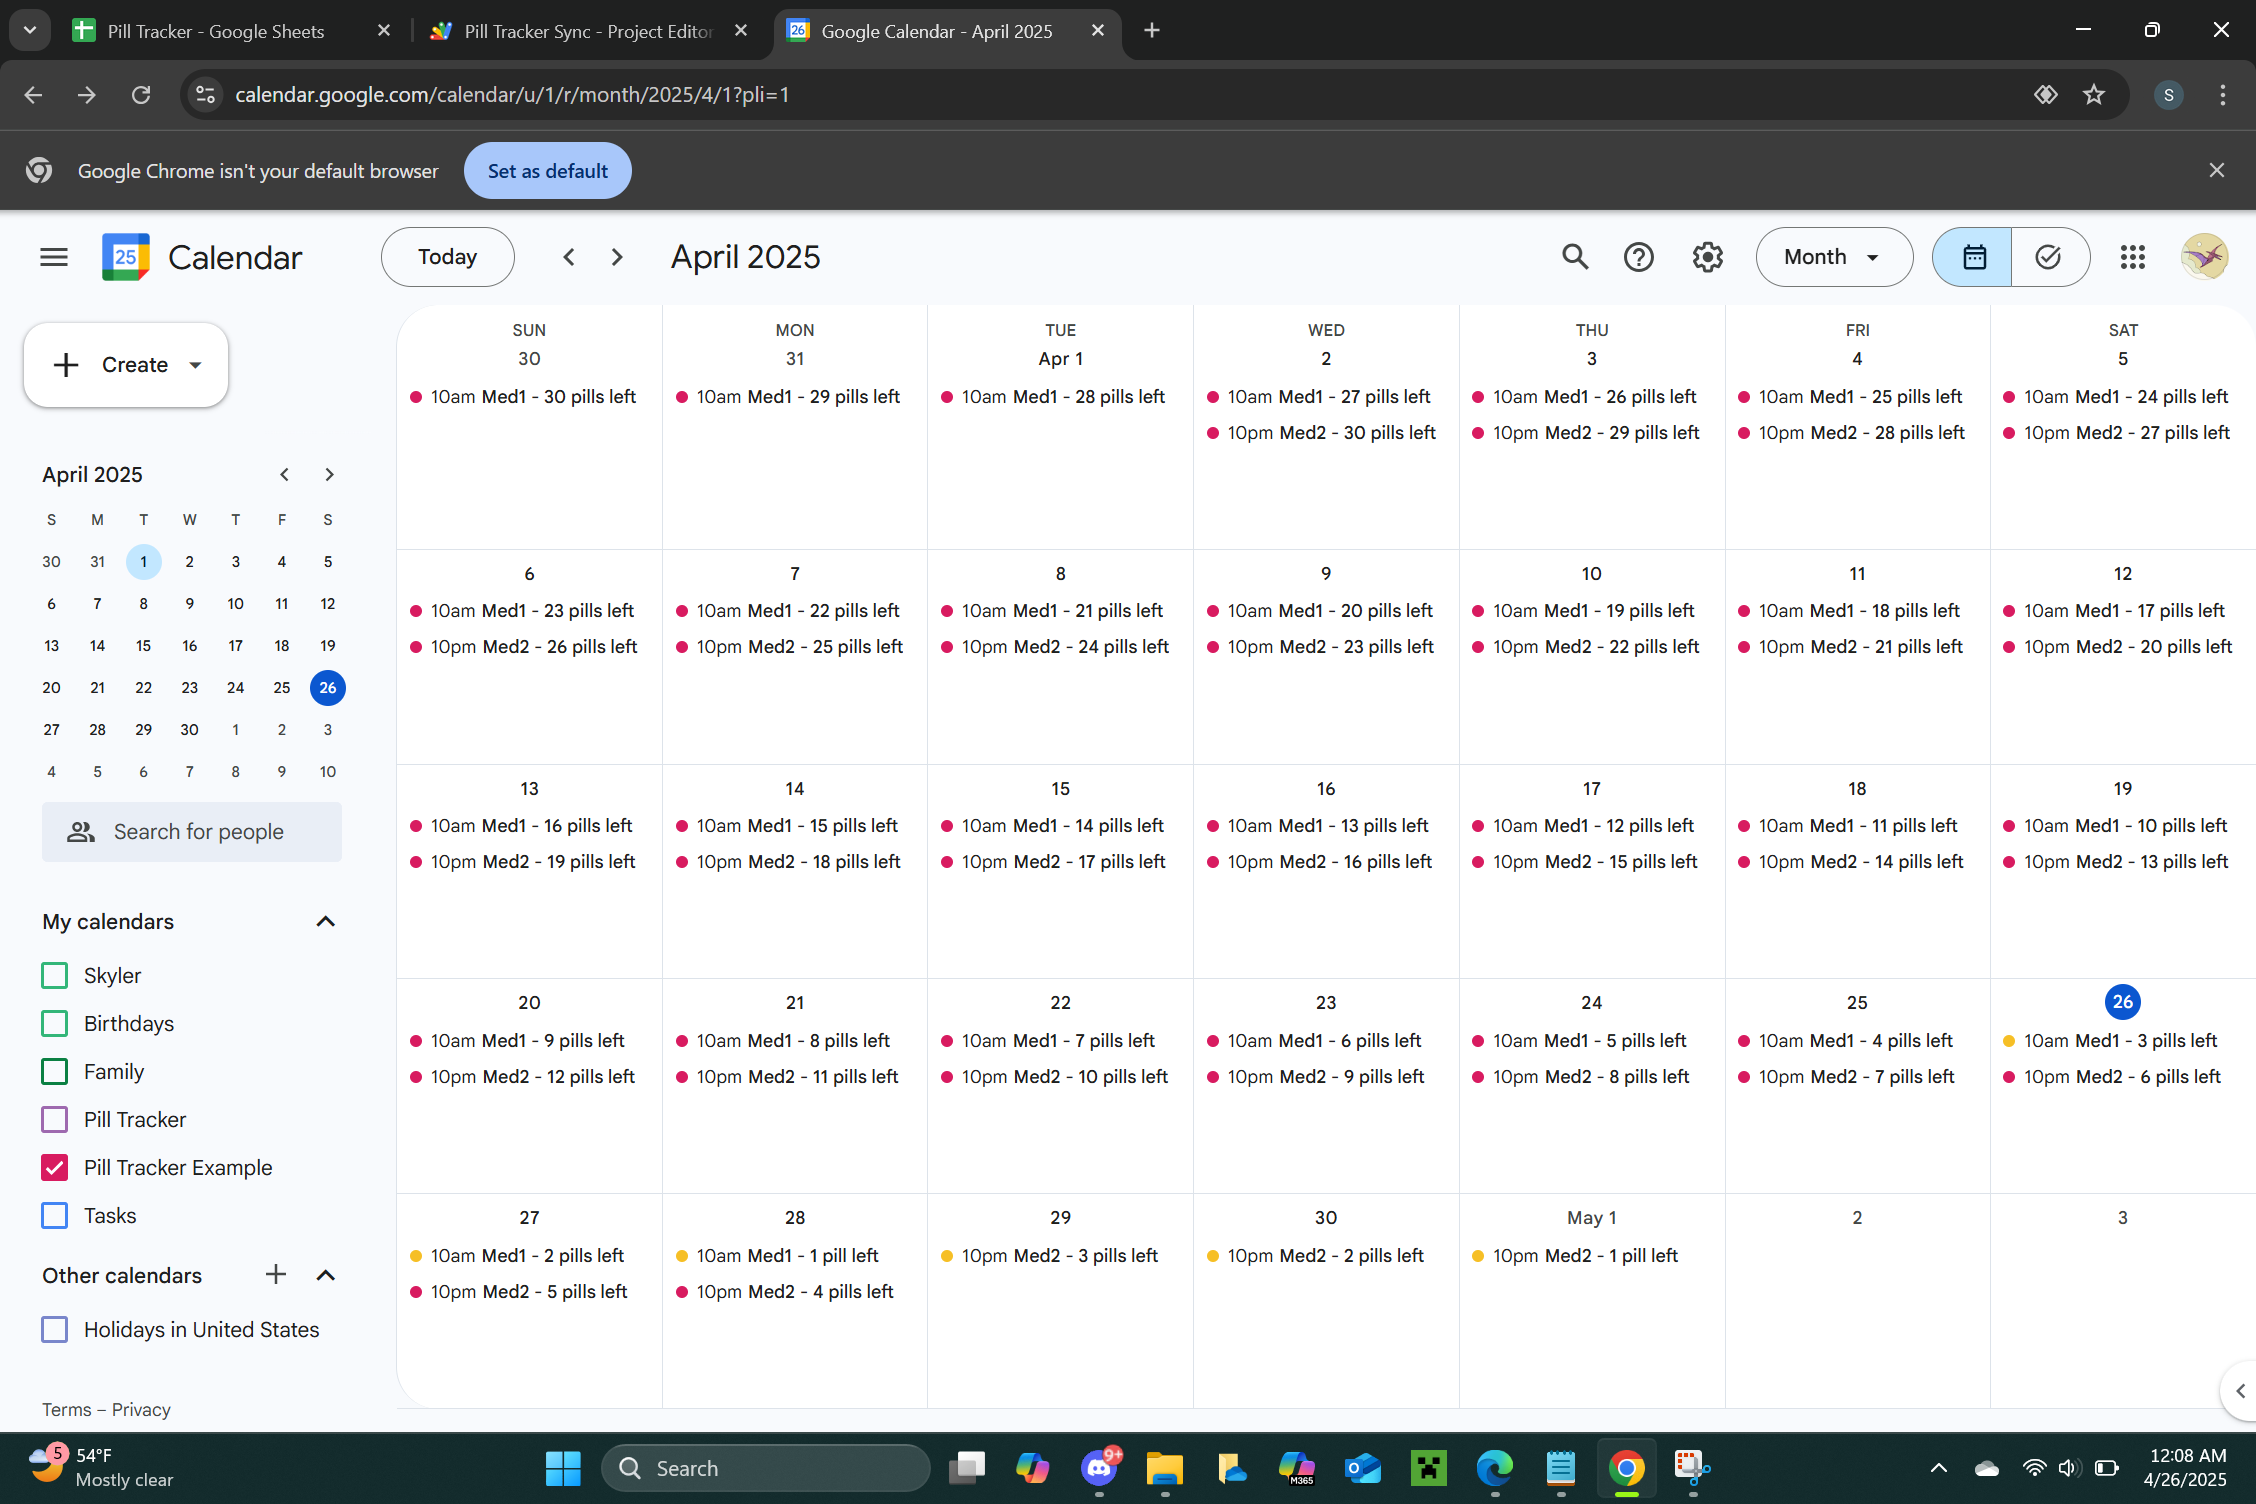 Pill Tracker - Google Sheets
Pill Tracker Sync - Project Editor
26
Google Calendar - April 2025
calendar.google.com/calendar/u/1/r/month/2025/4/1?pli=1
S
Google Chrome isn't your default browser
Set as default
25
Calendar
Today
April 2025
Month
Create
April 2025
S M T W T F S
30 31 1 2 3 4 5
6 7 8 9 10 11 12
13 14 15 16 17 18 19
20 21 22 23 24 25 26
27 28 29 30 1 2 3
4 5 6 7 8 9 10
Search for people
My calendars
Skyler
Birthdays
Family
Pill Tracker
Pill Tracker Example
Tasks
Other calendars
Holidays in United States
Terms – Privacy
SUN MON TUE WED THU FRI SAT
30 31 Apr 1 2 3 4 5
10am Med1 - 30 pills left 10am Med1 - 29 pills left 10am Med1 - 28 pills left 10am Med1 - 27 pills left 10am Med1 - 26 pills left 10am Med1 - 25 pills left 10am Med1 - 24 pills left
10pm Med2 - 30 pills left 10pm Med2 - 29 pills left 10pm Med2 - 28 pills left 10pm Med2 - 27 pills left
6 7 8 9 10 11 12
10am Med1 - 23 pills left 10am Med1 - 22 pills left 10am Med1 - 21 pills left 10am Med1 - 20 pills left 10am Med1 - 19 pills left 10am Med1 - 18 pills left 10am Med1 - 17 pills left
10pm Med2 - 26 pills left 10pm Med2 - 25 pills left 10pm Med2 - 24 pills left 10pm Med2 - 23 pills left 10pm Med2 - 22 pills left 10pm Med2 - 21 pills left 10pm Med2 - 20 pills left
13 14 15 16 17 18 19
10am Med1 - 16 pills left 10am Med1 - 15 pills left 10am Med1 - 14 pills left 10am Med1 - 13 pills left 10am Med1 - 12 pills left 10am Med1 - 11 pills left 10am Med1 - 10 pills left
10pm Med2 - 19 pills left 10pm Med2 - 18 pills left 10pm Med2 - 17 pills left 10pm Med2 - 16 pills left 10pm Med2 - 15 pills left 10pm Med2 - 14 pills left 10pm Med2 - 13 pills left
20 21 22 23 24 25 26
10am Med1 - 9 pills left 10am Med1 - 8 pills left 10am Med1 - 7 pills left 10am Med1 - 6 pills left 10am Med1 - 5 pills left 10am Med1 - 4 pills left 10am Med1 - 3 pills left
10pm Med2 - 12 pills left 10pm Med2 - 11 pills left 10pm Med2 - 10 pills left 10pm Med2 - 9 pills left 10pm Med2 - 8 pills left 10pm Med2 - 7 pills left 10pm Med2 - 6 pills left
27 28 29 30 May 1 2 3
10am Med1 - 2 pills left 10am Med1 - 1 pill left 10pm Med2 - 3 pills left 10pm Med2 - 2 pills left 10pm Med2 - 1 pill left
10pm Med2 - 5 pills left 10pm Med2 - 4 pills left
5
54°F
Mostly clear
Search
9+
M365
12:08 AM
4/26/2025